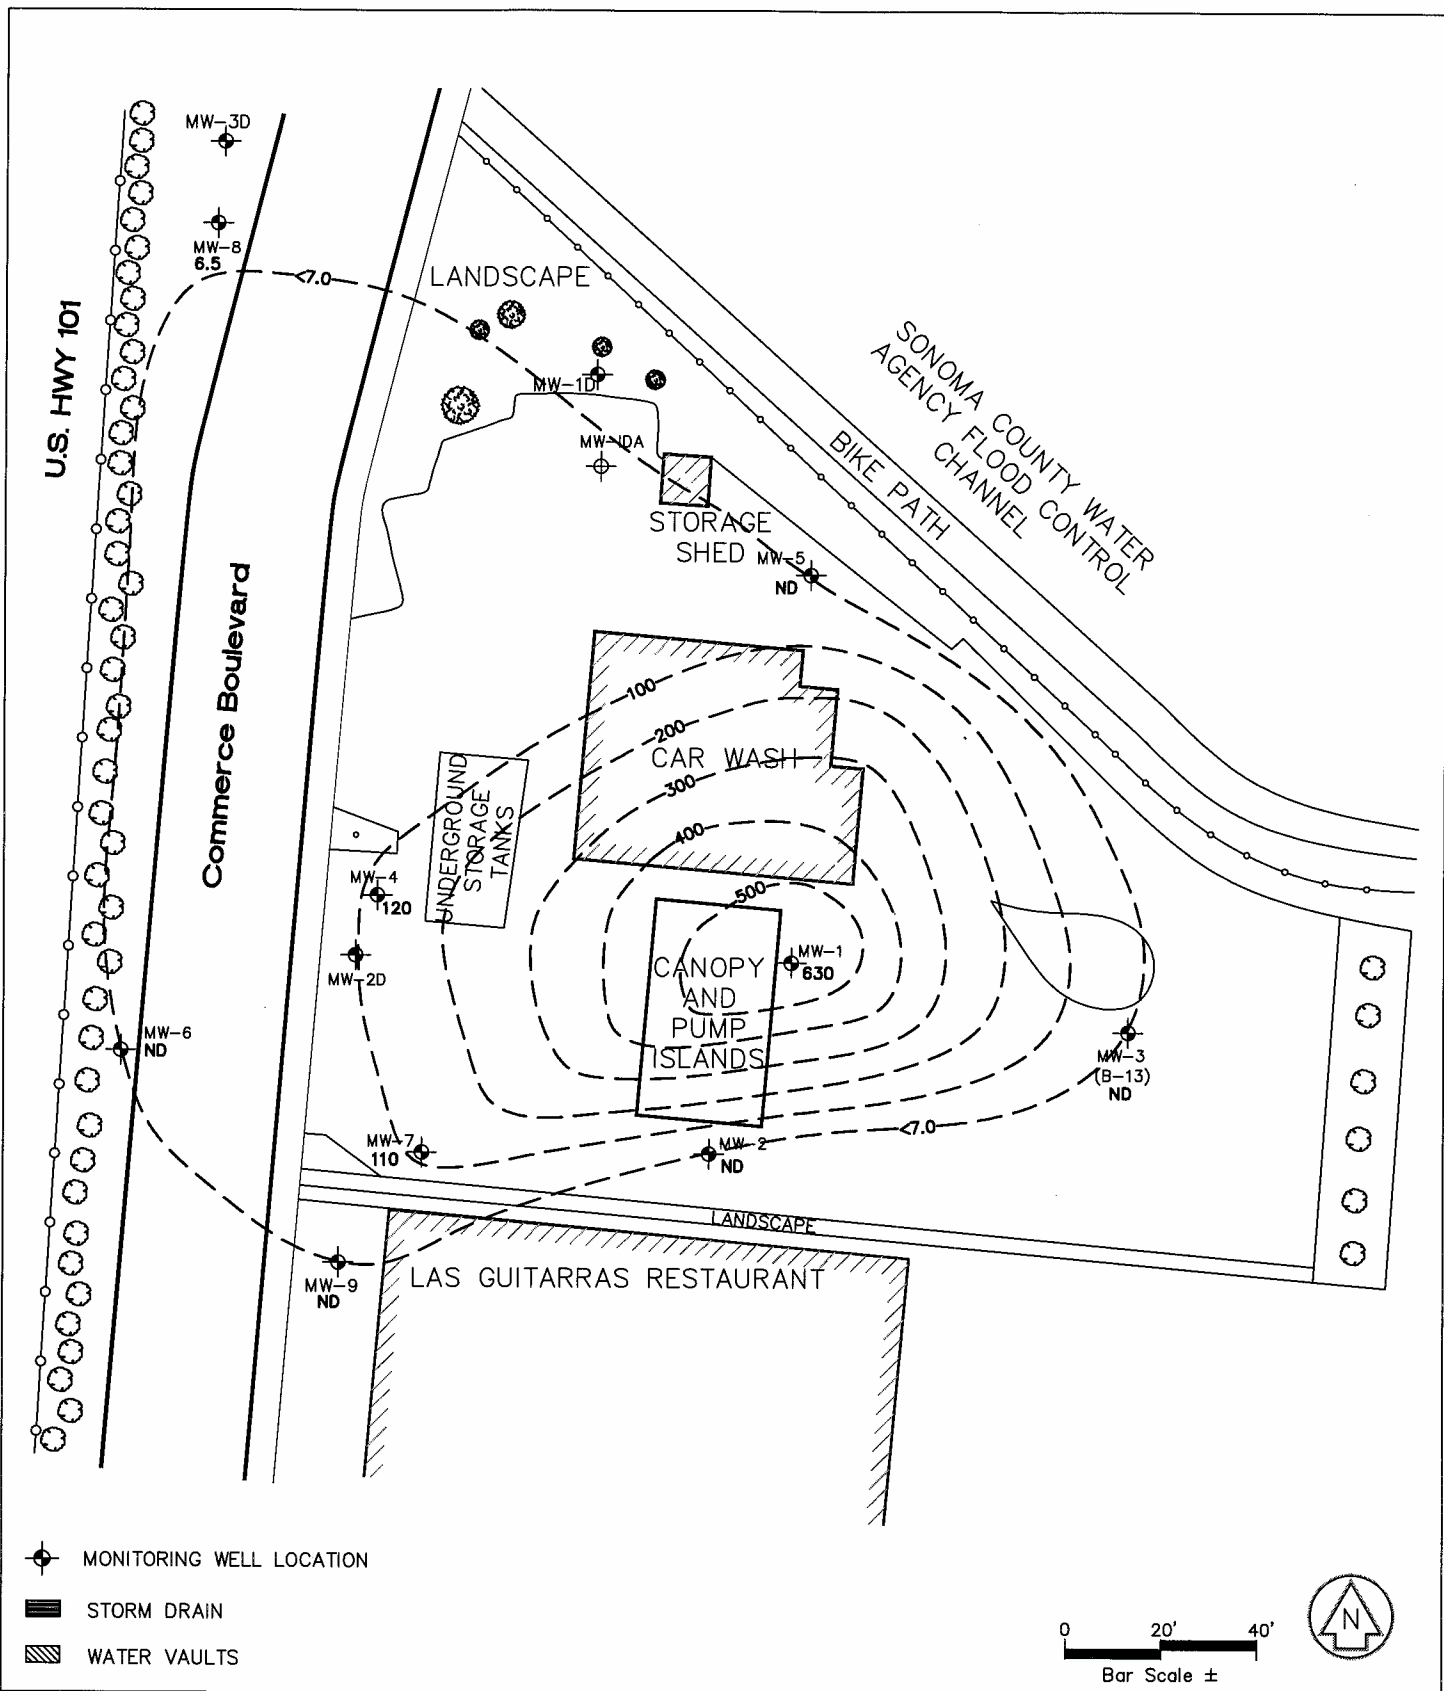 MW-3D
MW-8
6.5
<7.0
LANDSCAPE
U.S. HWY 101
MW-1D
MW-1DA
SONOMA COUNTY WATER
AGENCY FLOOD CONTROL
CHANNEL
BIKE PATH
STORAGE
SHED
MW-5
ND
Commerce Boulevard
100
200
CAR WASH
300
400
500
UNDERGROUND
STORAGE
TANKS
MW-4
120
MW-2D
MW-1
630
CANOPY
AND
PUMP
ISLANDS
MW-6
ND
MW-3
(B-13)
ND
<7.0
MW-7
110
MW-2
ND
LANDSCAPE
MW-9
ND
LAS GUITARRAS RESTAURANT
MONITORING WELL LOCATION
STORM DRAIN
WATER VAULTS
0 20' 40'
Bar Scale ±
N